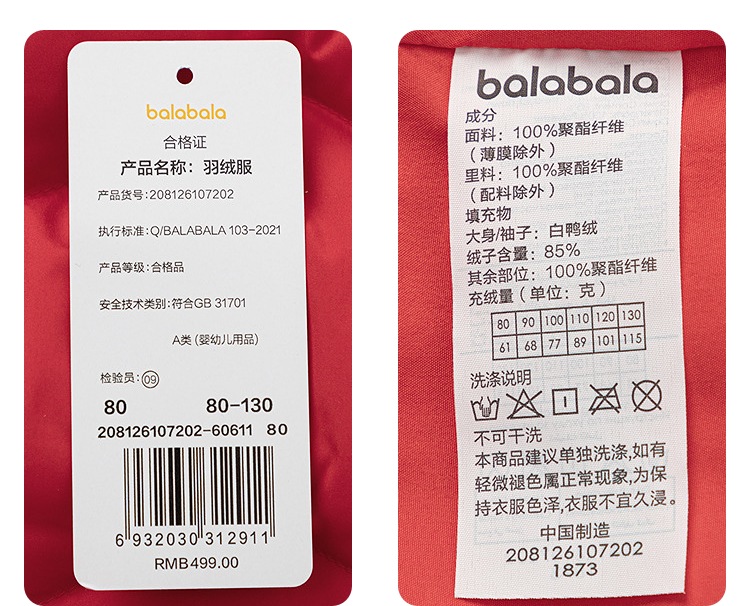 balabala
合格证
产品名称：羽绒服
产品货号:208126107202
执行标准:Q/BALABALA 103-2021
产品等级:合格品
安全技术类别:符合GB 31701
A类 (婴幼儿用品)
检验员:09
80 80-130
208126107202-60611 80
6 932030 312911
RMB499.00
balabala
成分
面料：100%聚酯纤维
（薄膜除外）
里料：100%聚酯纤维
（配料除外）
填充物
大身/袖子：白鸭绒
绒子含量：85%
其余部位：100%聚酯纤维
充绒量（单位：克）
80 90 100 110 120 130
61 68 77 89 101 115
洗涤说明
不可干洗
本商品建议单独洗涤,如有
轻微褪色属正常现象,为保
持衣服色泽,衣服不宜久浸。
中国制造
208126107202
1873